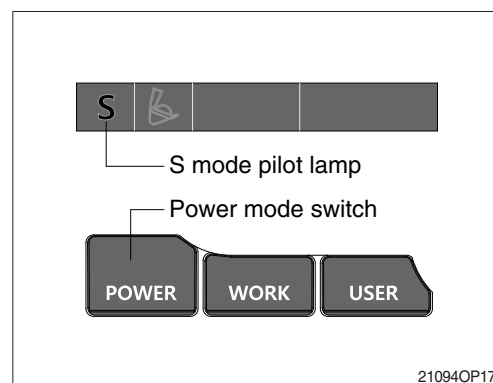 S
S mode pilot lamp
Power mode switch
POWER WORK USER
21094OP17